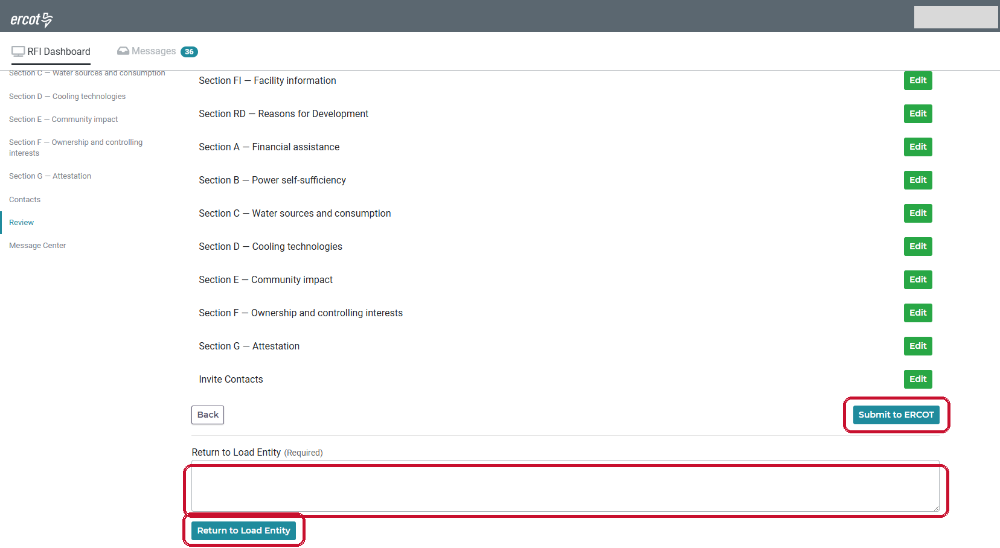 ercot
RFI Dashboard
Messages 36
Section C — Water sources and consumption
Section D — Cooling technologies
Section E — Community impact
Section F — Ownership and controlling
interests
Section G — Attestation
Contacts
Review
Message Center
Section FI — Facility information Edit
Section RD — Reasons for Development Edit
Section A — Financial assistance Edit
Section B — Power self-sufficiency Edit
Section C — Water sources and consumption Edit
Section D — Cooling technologies Edit
Section E — Community impact Edit
Section F — Ownership and controlling interests Edit
Section G — Attestation Edit
Invite Contacts Edit
Back Submit to ERCOT
Return to Load Entity (Required)
Return to Load Entity